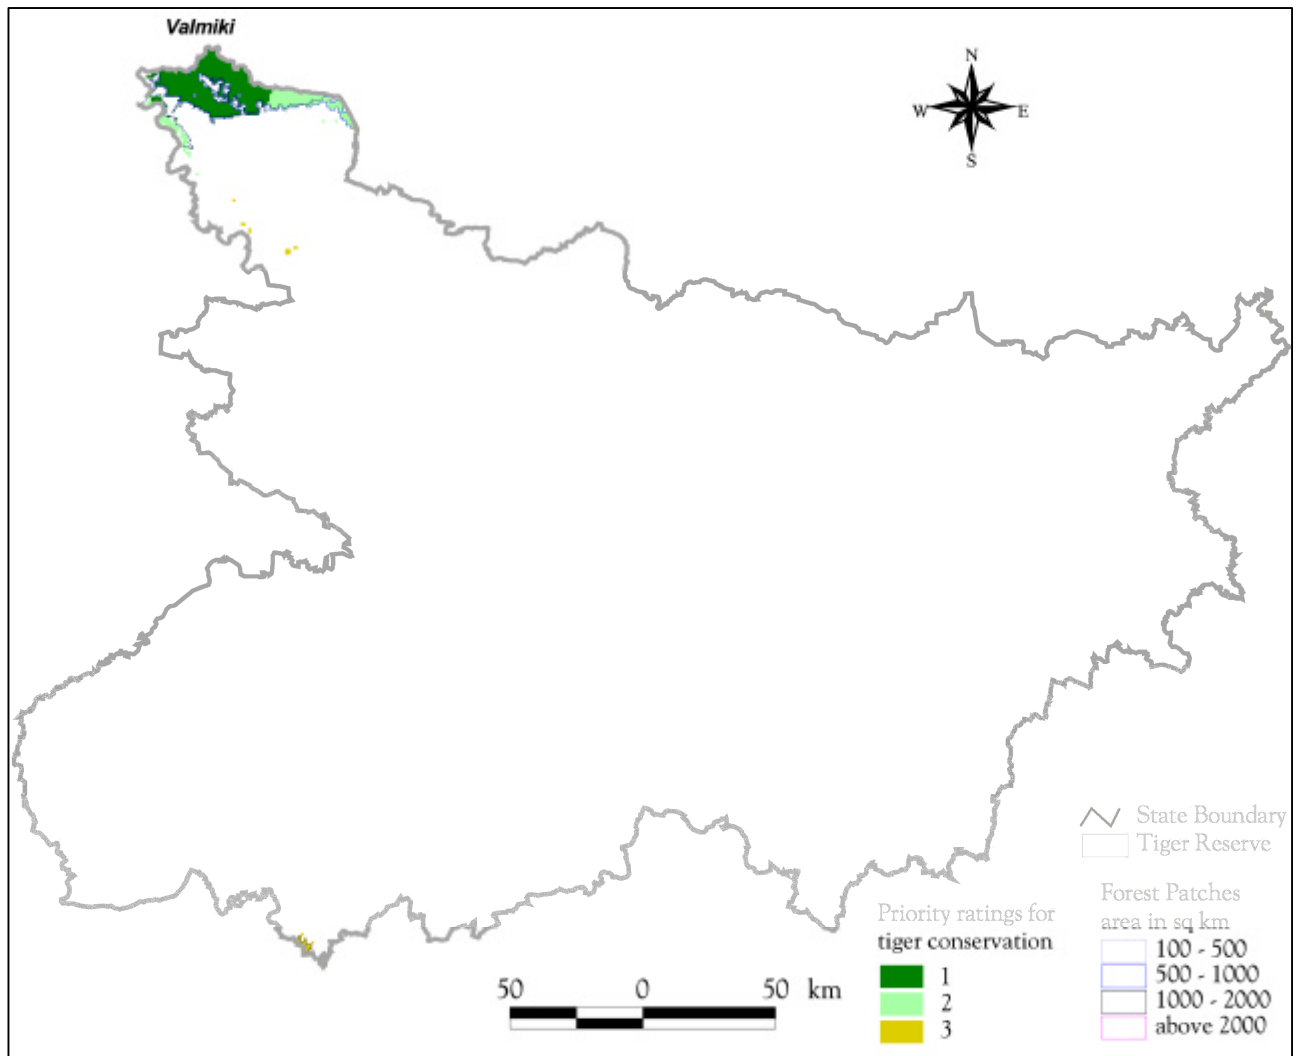 Valmiki
N
W E
S
State Boundary
Tiger Reserve
Forest Patches
area in sq km
100 - 500
500 - 1000
1000 - 2000
above 2000
Priority ratings for
tiger conservation
1
2
3
50 0 50 km